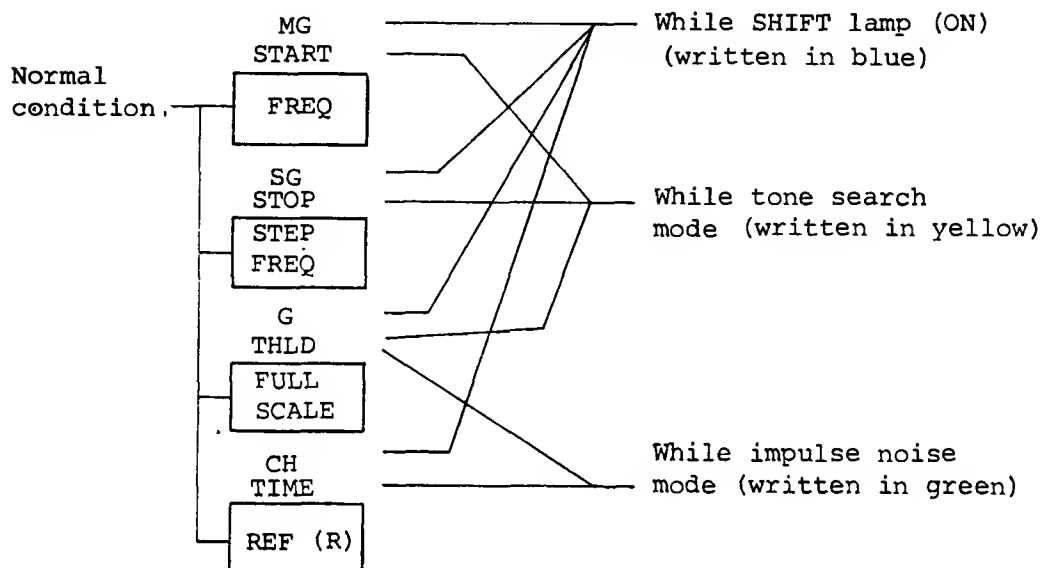 MG
START
Normal
condition.
FREQ
SG
STOP
STEP
FREQ
G
THLD
FULL
SCALE
CH
TIME
REF (R)
While SHIFT lamp (ON)
(written in blue)
While tone search
mode (written in yellow)
While impulse noise
mode (written in green)